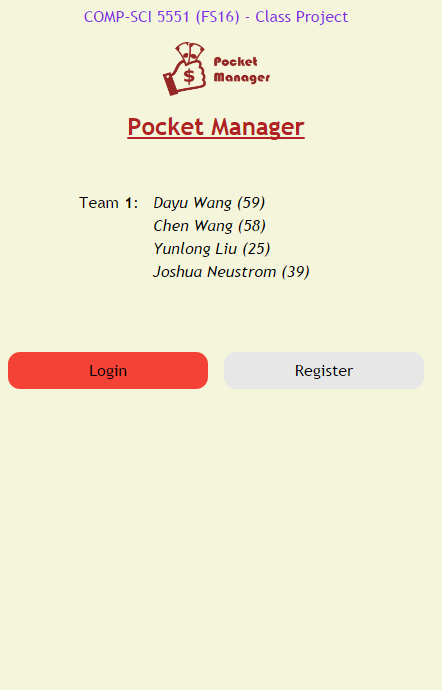 COMP-SCI 5551 (FS16) - Class Project
$
Pocket
Manager
Pocket Manager
Team 1: Dayu Wang (59)
Chen Wang (58)
Yunlong Liu (25)
Joshua Neustrom (39)
Login Register